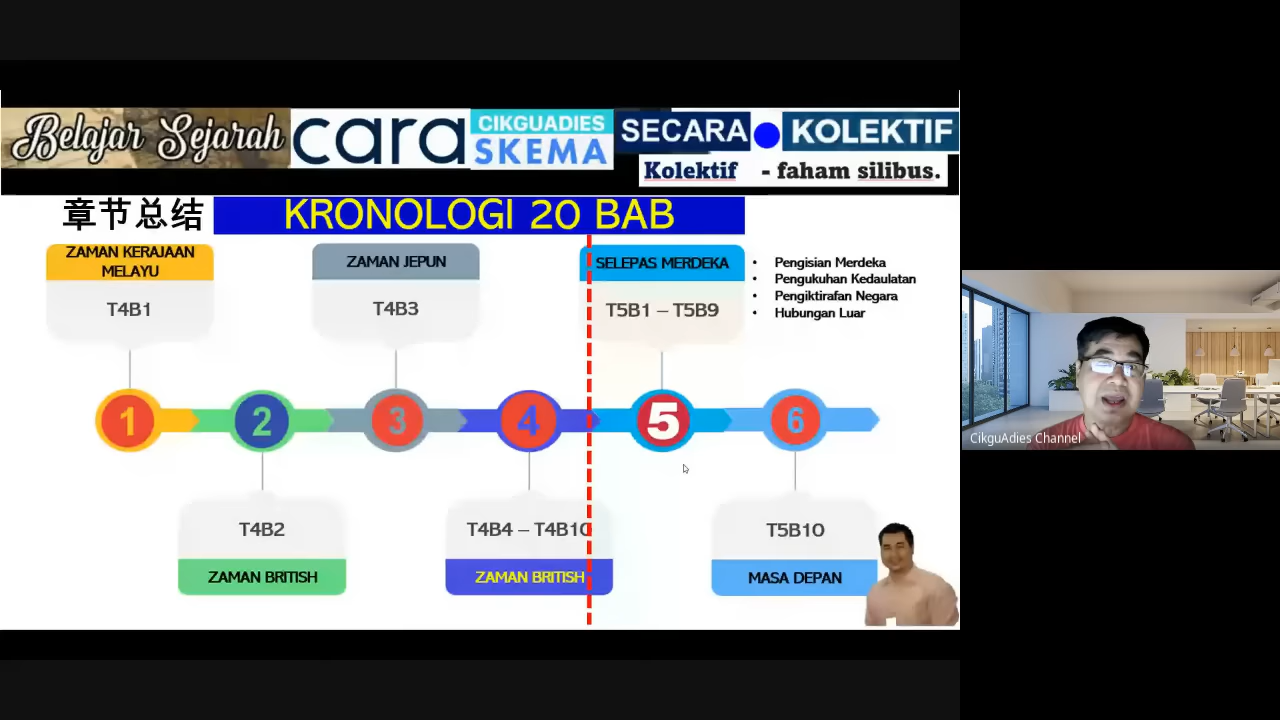 Belajar Sejarah cara CIKGUADIES SKEMA SECARA KOLEKTIF
Kolektif - faham silibus.
章节总结 KRONOLOGI 20 BAB
ZAMAN KERAJAAN
MELAYU
T4B1
ZAMAN JEPUN
T4B3
SELEPAS MERDEKA
T5B1 – T5B9
• Pengisian Merdeka
• Pengukuhan Kedaulatan
• Pengiktirafan Negara
• Hubungan Luar
1 2 3 4 5 6
T4B2
ZAMAN BRITISH
T4B4 – T4B10
ZAMAN BRITISH
T5B10
MASA DEPAN
CikguAdies Channel